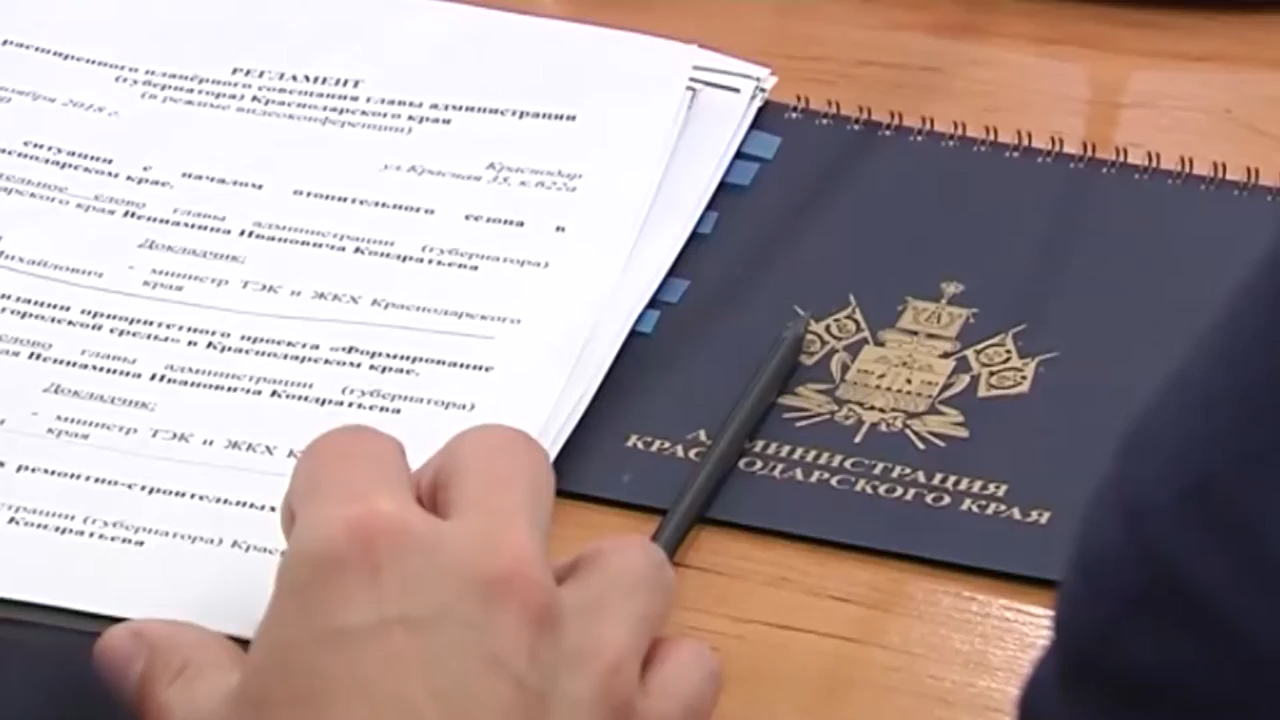 РЕГЛАМЕНТ
расширенного планёрного совещания главы администрации
(губернатора) Краснодарского края
(в режиме видеоконференции)
ноября 2018 г.
Краснодар
ул.Красная 35, к.622а
ситуации с началом отопительного сезона в
Краснодарском крае.
слово главы администрации (губернатора)
края Вениамина Ивановича Кондратьева
Докладчик:
Михайлович - министр ТЭК и ЖКХ Краснодарского
края
приоритетного проекта «Формирование
городской среды» в Краснодарском крае.
слово главы администрации (губернатора)
Вениамина Ивановича Кондратьева
Докладчик:
- министр ТЭК и ЖКХ К
края
ремонтно-строительных
(губернатора) Крас
Кондратьева
АДМИНИСТРАЦИЯ
КРАСНОДАРСКОГО КРАЯ